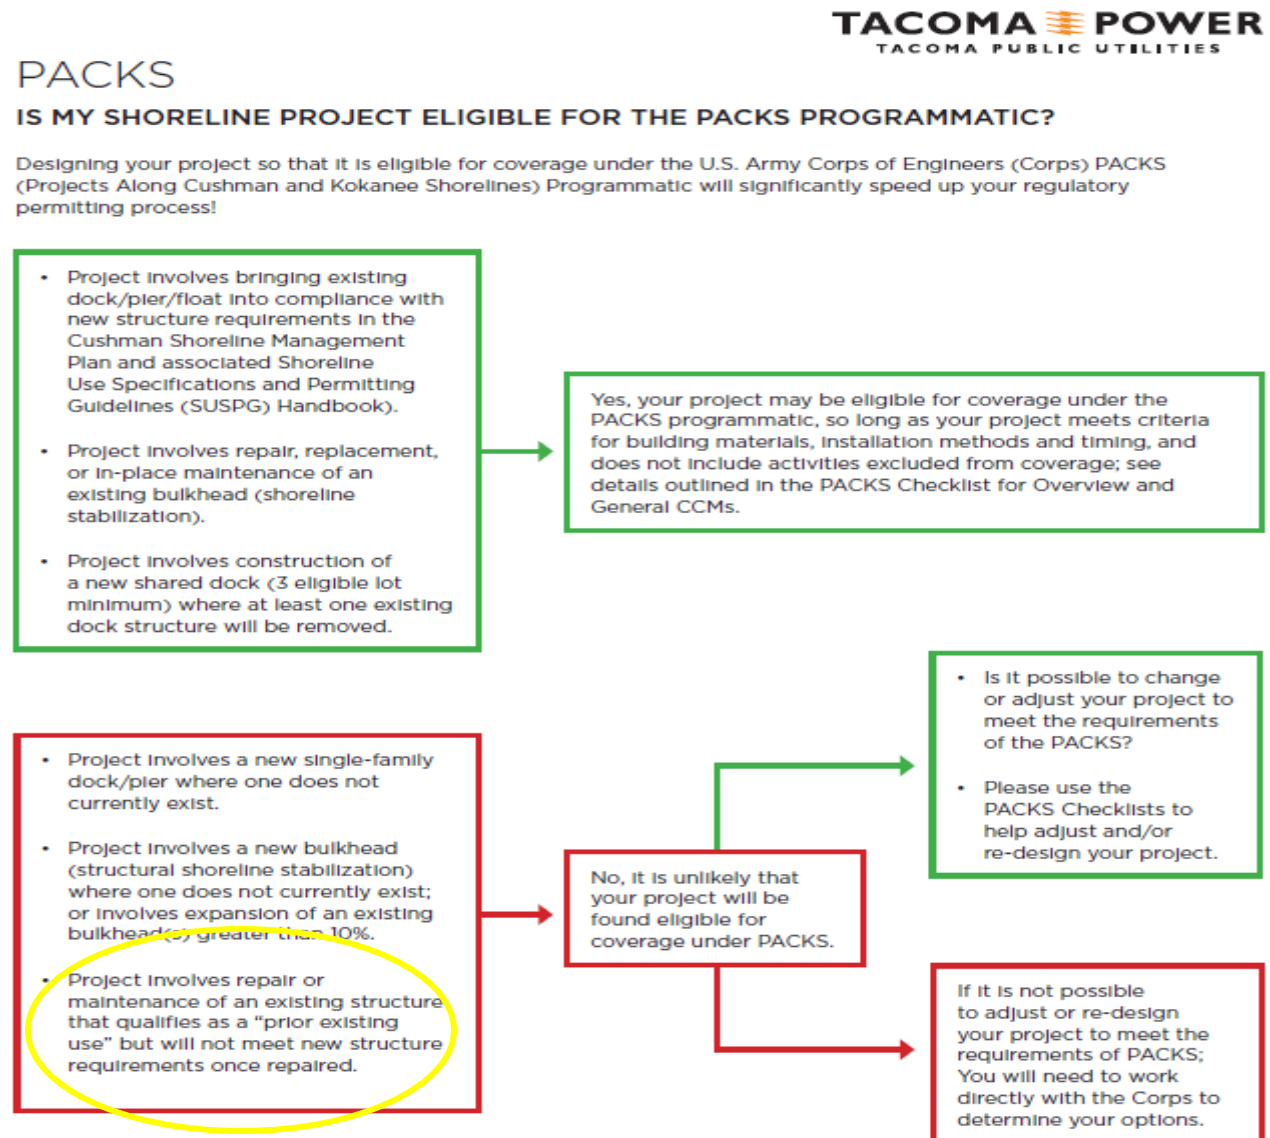 TACOMA POWER
TACOMA PUBLIC UTILITIES
PACKS
IS MY SHORELINE PROJECT ELIGIBLE FOR THE PACKS PROGRAMMATIC?
Designing your project so that it is eligible for coverage under the U.S. Army Corps of Engineers (Corps) PACKS
(Projects Along Cushman and Kokanee Shorelines) Programmatic will significantly speed up your regulatory
permitting process!
• Project involves bringing existing
dock/pier/float into compliance with
new structure requirements in the
Cushman Shoreline Management
Plan and associated Shoreline
Use Specifications and Permitting
Guidelines (SUSPG) Handbook).
• Project involves repair, replacement,
or in-place maintenance of an
existing bulkhead (shoreline
stabilization).
• Project involves construction of
a new shared dock (3 eligible lot
minimum) where at least one existing
dock structure will be removed.
Yes, your project may be eligible for coverage under the
PACKS programmatic, so long as your project meets criteria
for building materials, installation methods and timing, and
does not include activities excluded from coverage; see
details outlined in the PACKS Checklist for Overview and
General CCMs.
• Project involves a new single-family
dock/pier where one does not
currently exist.
• Project involves a new bulkhead
(structural shoreline stabilization)
where one does not currently exist;
or involves expansion of an existing
bulkhead(s) greater than 10%.
• Project involves repair or
maintenance of an existing structure
that qualifies as a “prior existing
use” but will not meet new structure
requirements once repaired.
No, it is unlikely that
your project will be
found eligible for
coverage under PACKS.
• Is it possible to change
or adjust your project to
meet the requirements
of the PACKS?
• Please use the
PACKS Checklists to
help adjust and/or
re-design your project.
If it is not possible
to adjust or re-design
your project to meet the
requirements of PACKS;
You will need to work
directly with the Corps to
determine your options.